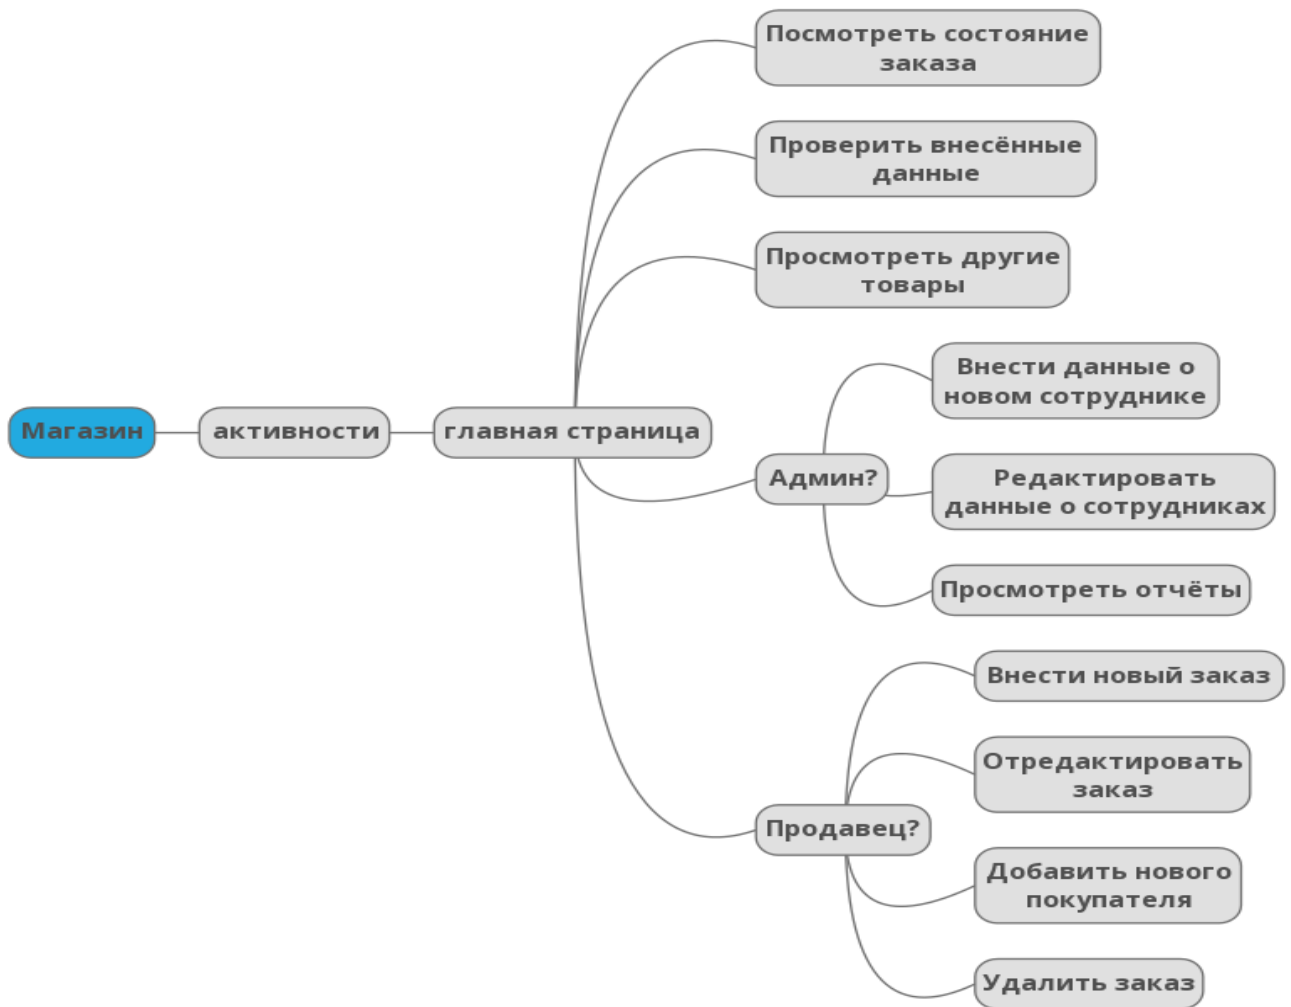 Магазин
активности
главная страница
Посмотреть состояние
заказа
Проверить внесённые
данные
Просмотреть другие
товары
Админ?
Внести данные о
новом сотруднике
Редактировать
данные о сотрудниках
Просмотреть отчёты
Продавец?
Внести новый заказ
Отредактировать
заказ
Добавить нового
покупателя
Удалить заказ